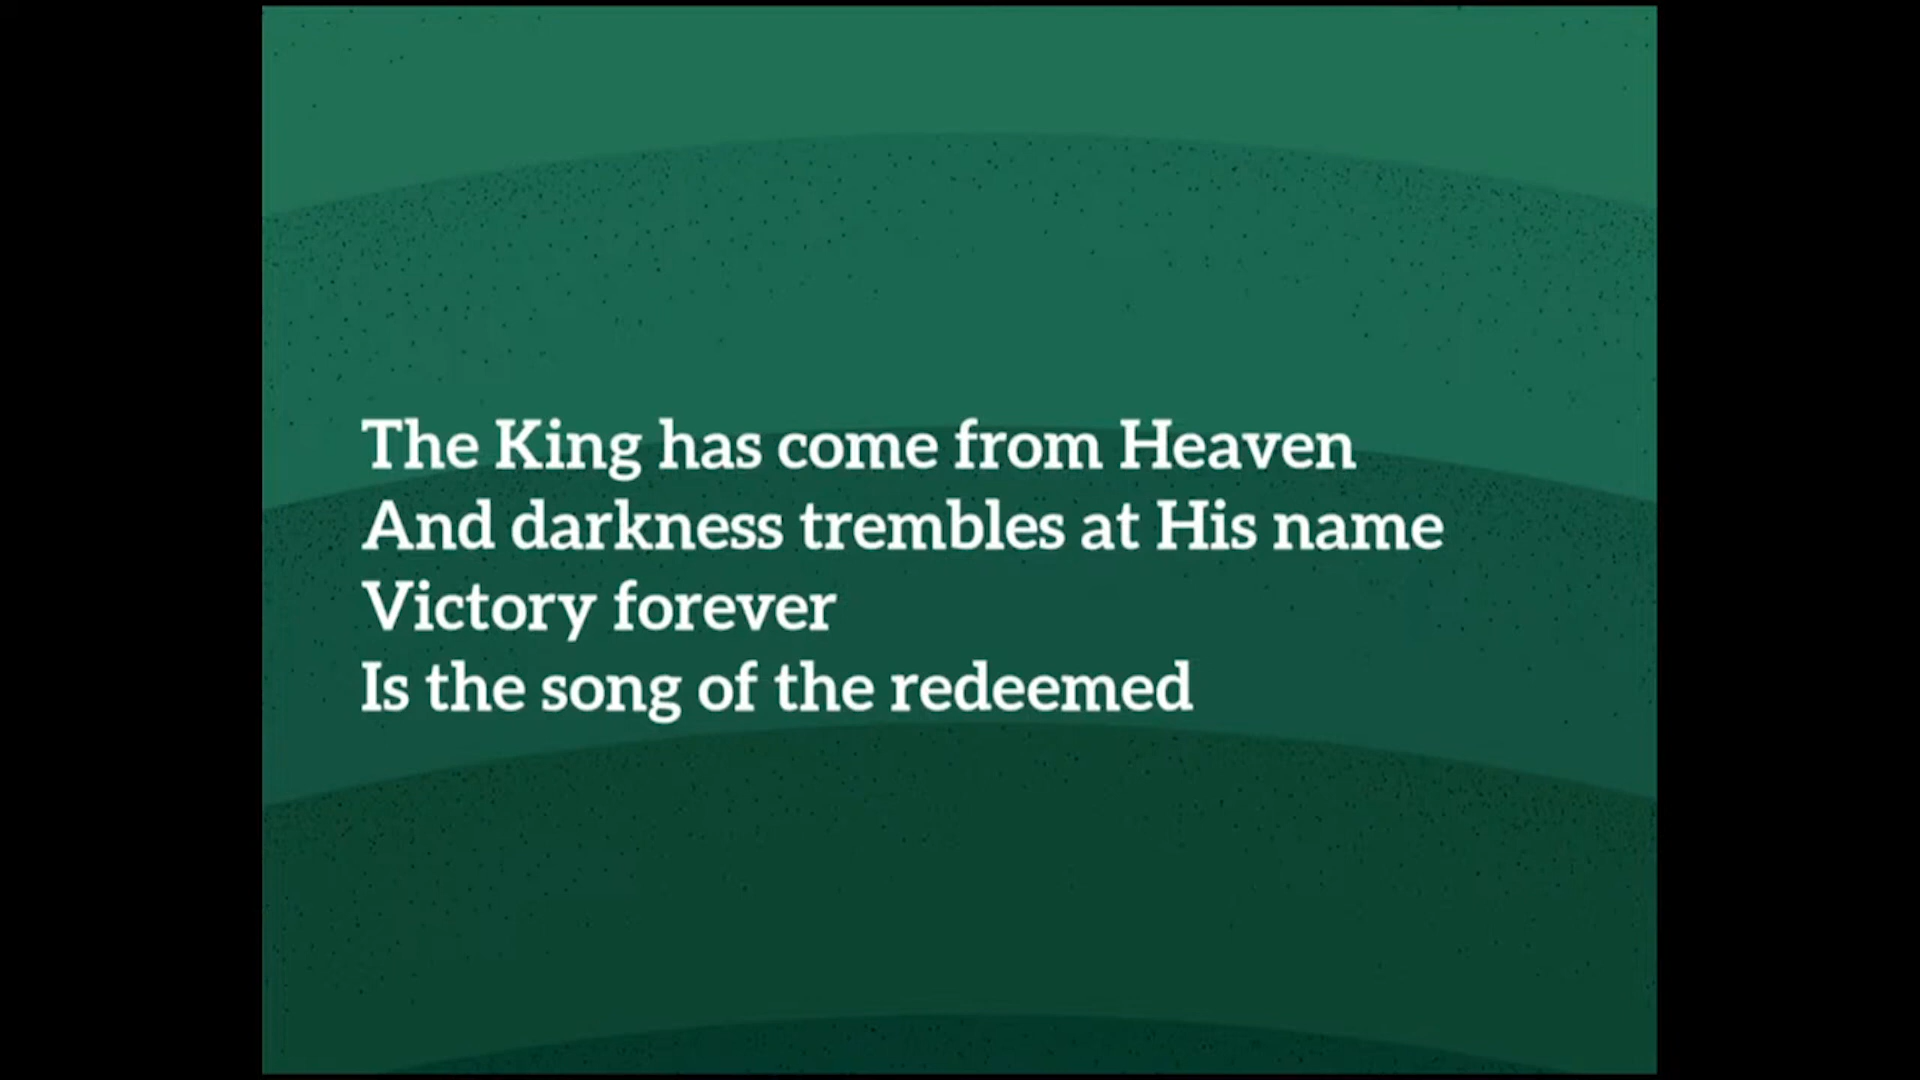 The King has come from Heaven
And darkness trembles at His name
Victory forever
Is the song of the redeemed